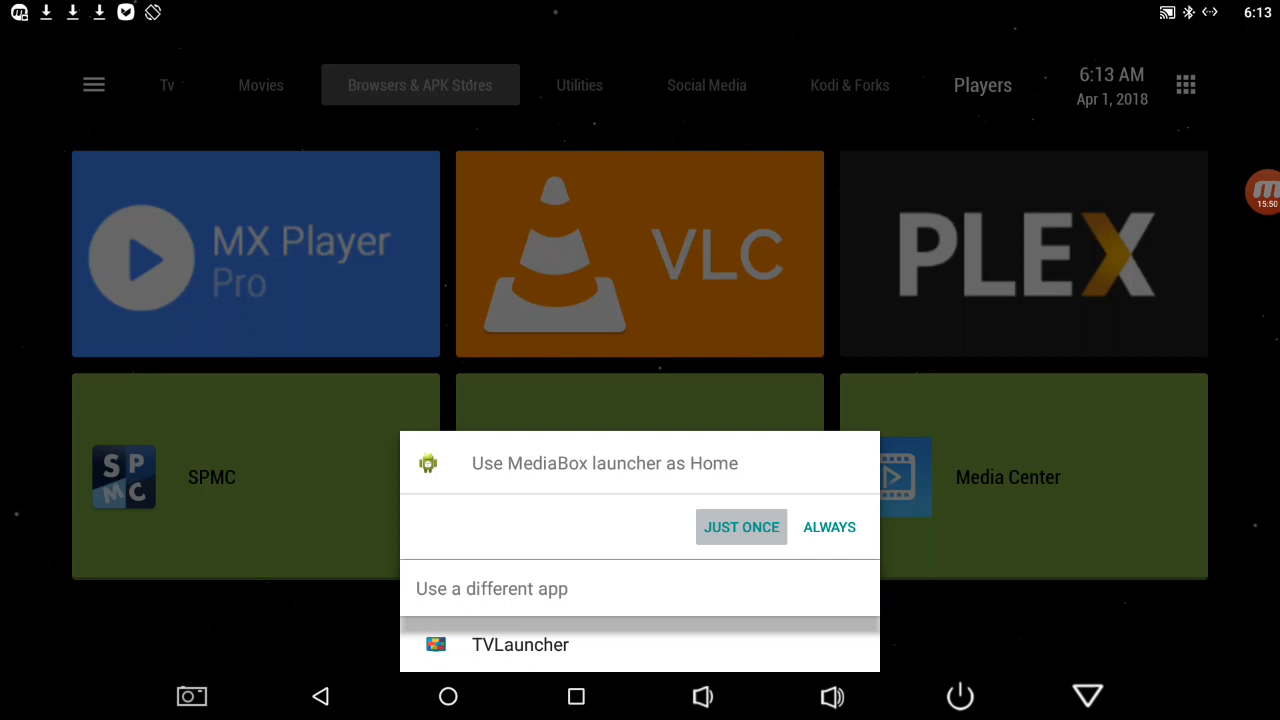 6:13
Tv
Movies
Browsers & APK Stores
Utilities
Social Media
Kodi & Forks
Players
6:13 AM
Apr 1, 2018
15:50
MX Player
Pro
VLC
PLEX
SP
MC
SPMC
Media Center
Use MediaBox launcher as Home
JUST ONCE
ALWAYS
Use a different app
TVLauncher